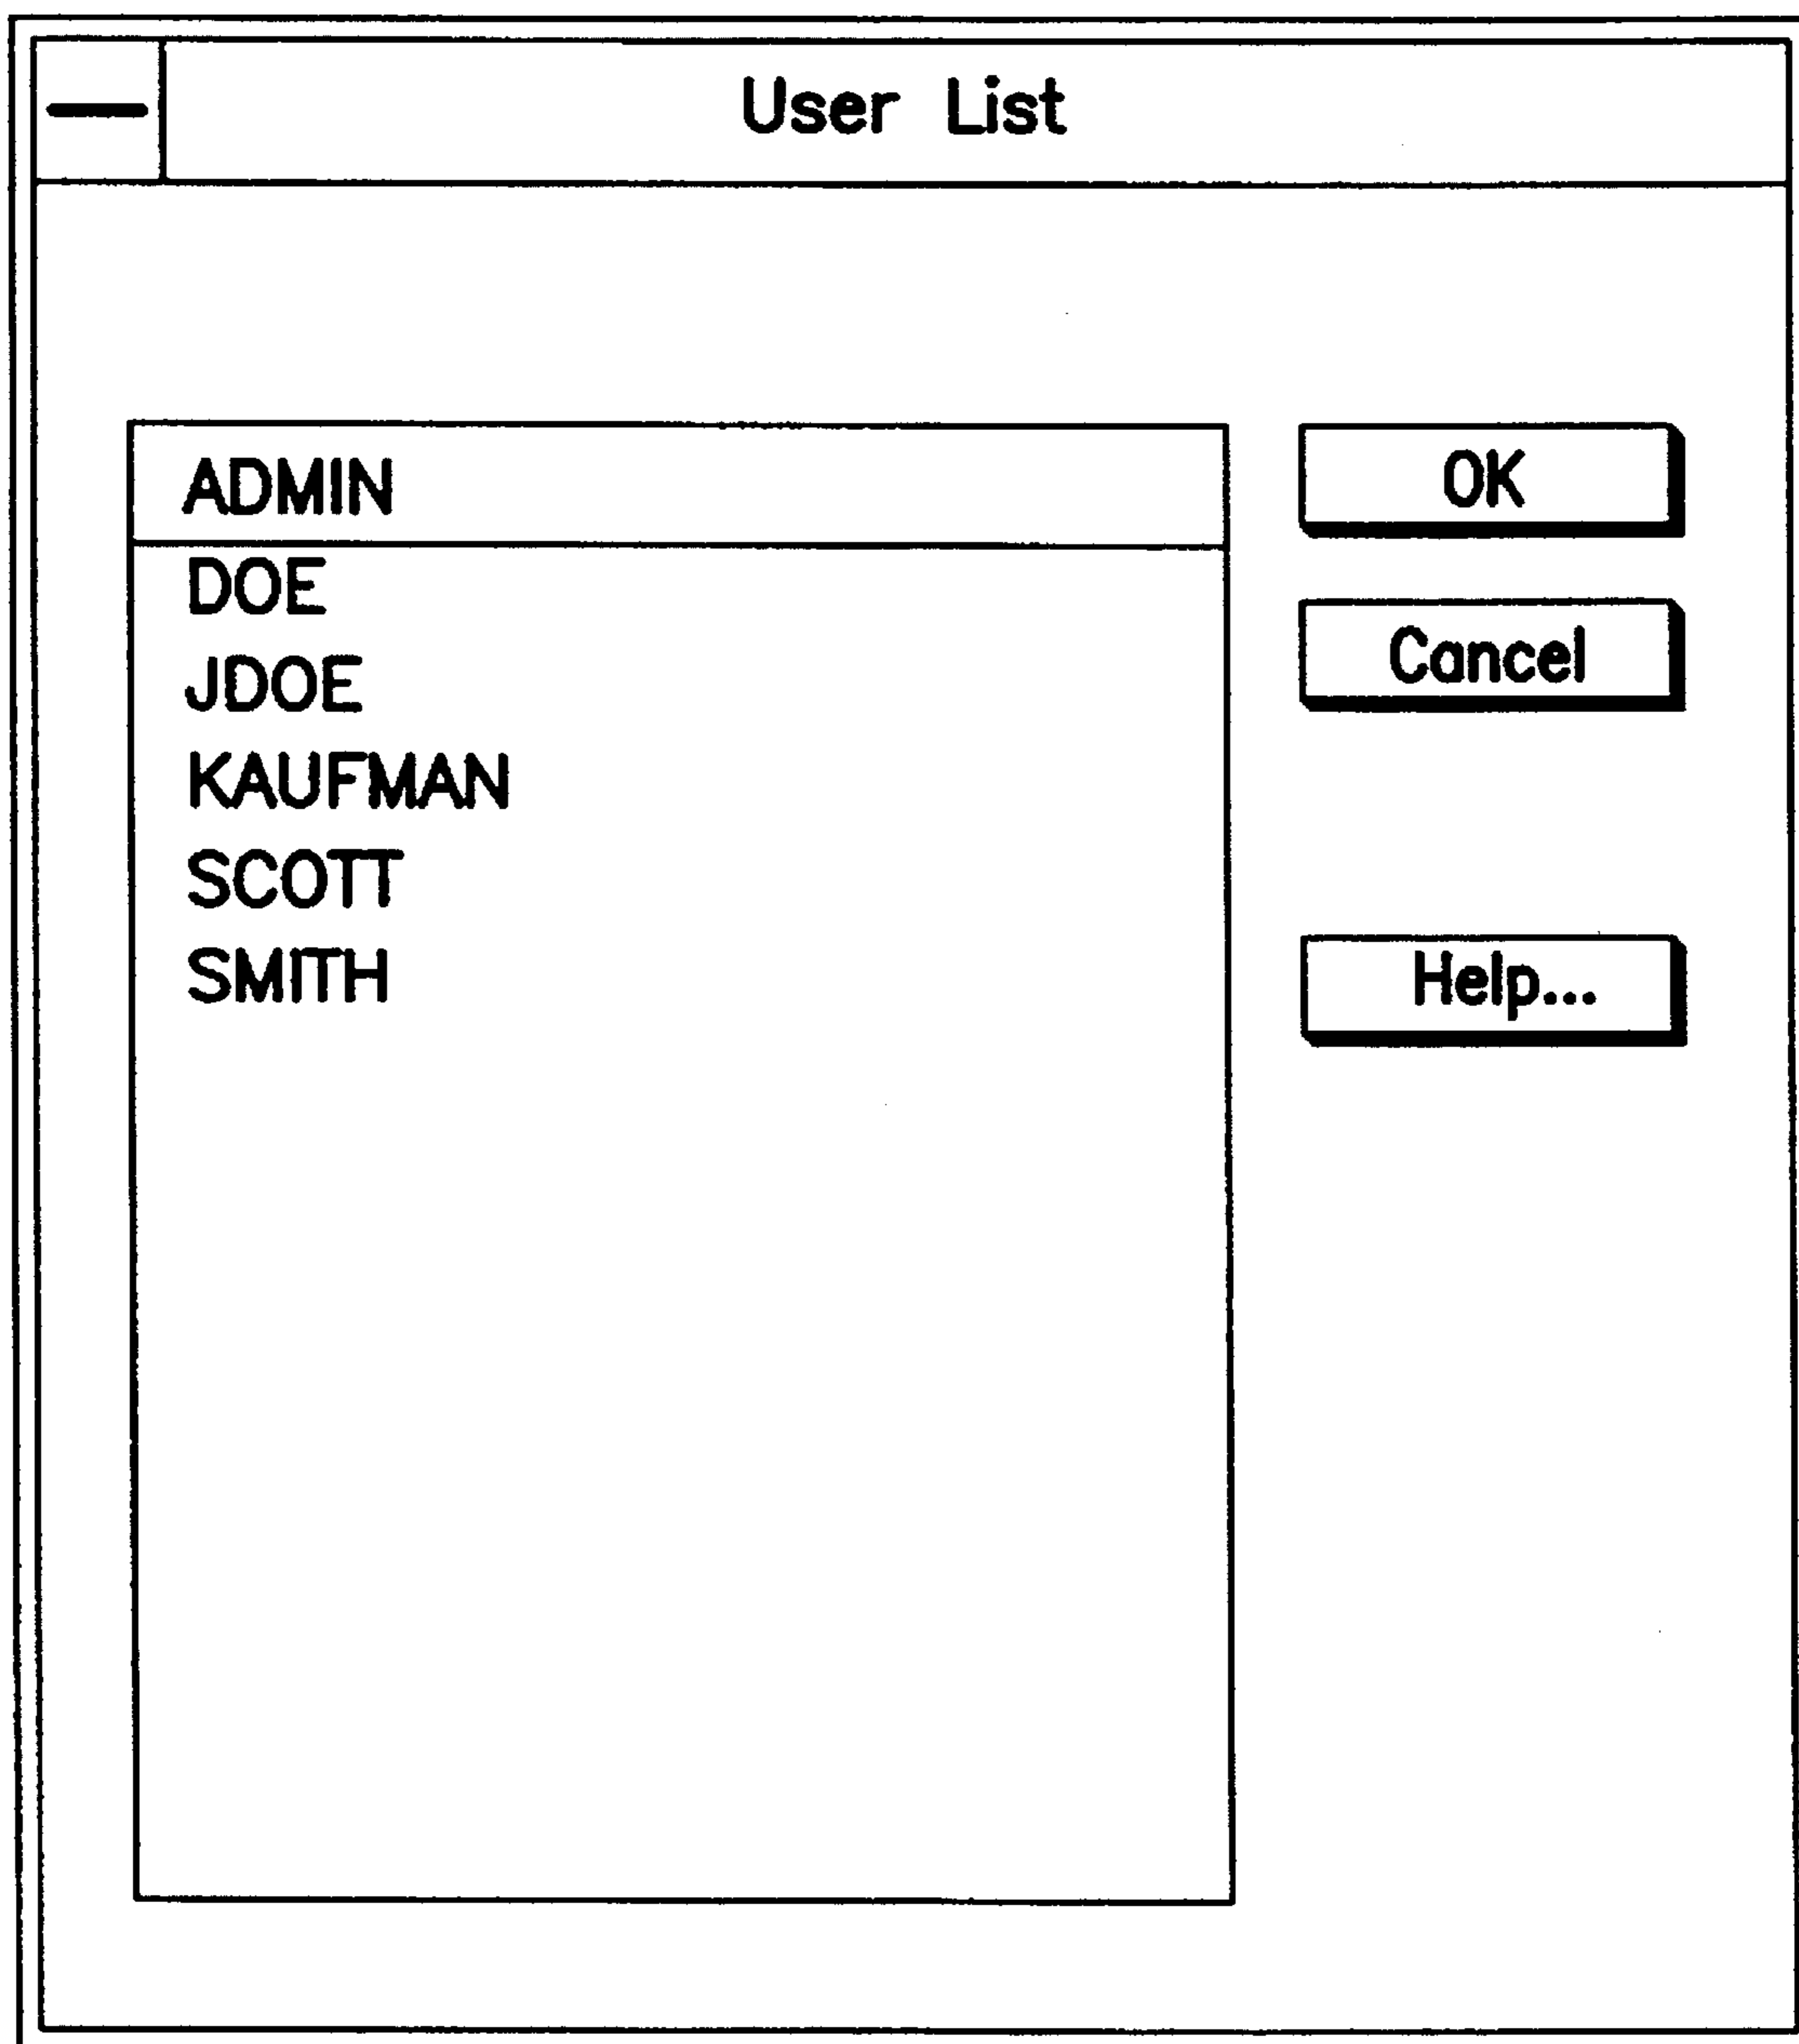 User List
ADMIN
DOE
JDOE
KAUFMAN
SCOTT
SMITH
OK
Cancel
Help...